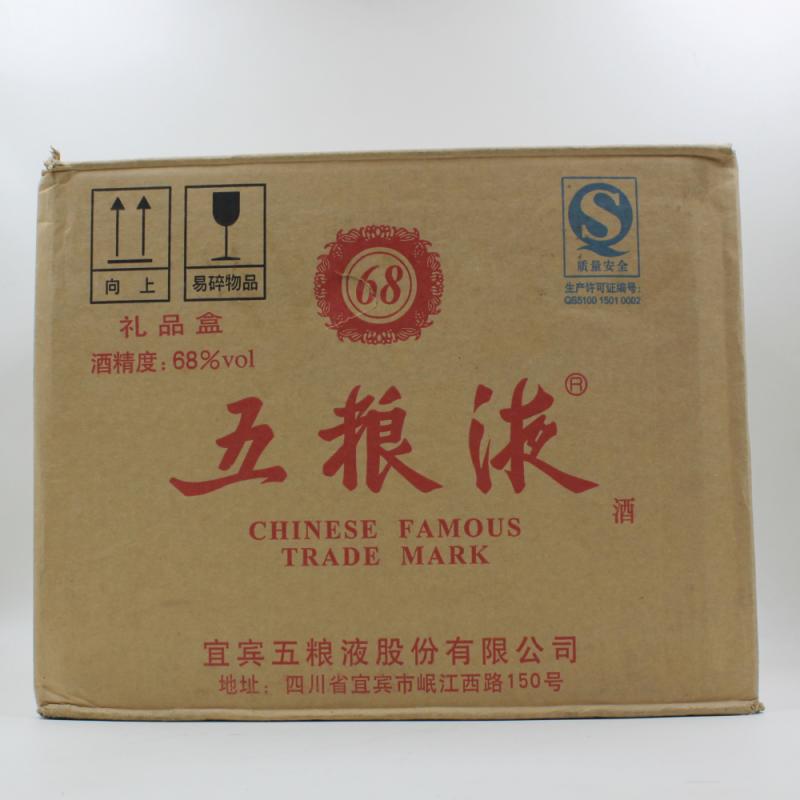 向 上
易碎物品
68
S
质量安全
生产许可证编号:
QS5100 1501 0002
礼品盒
酒精度: 68%vol
五粮液®
酒
CHINESE FAMOUS
TRADE MARK
宜宾五粮液股份有限公司
地址: 四川省宜宾市岷江西路150号